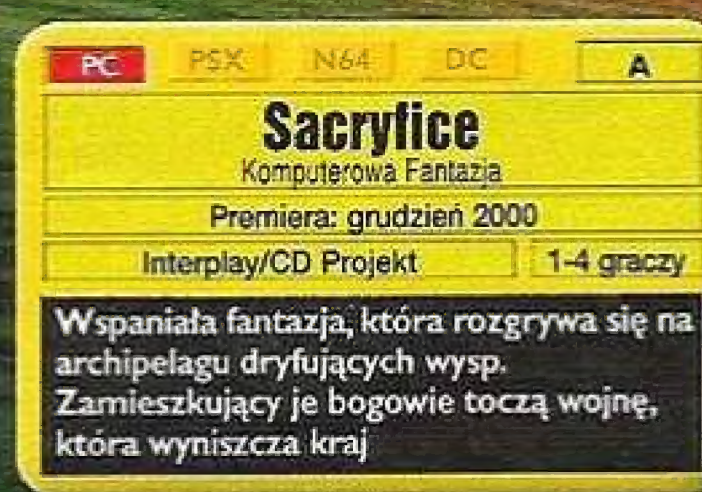 PC PSX N64 DC A
Sacryfice
Komputerowa Fantazja
Premiera: grudzień 2000
Interplay/CD Projekt 1-4 graczy
Wspaniała fantazja, która rozgrywa się na
archipelagu dryfujących wysp.
Zamieszkujący je bogowie toczą wojnę,
która wyniszcza kraj